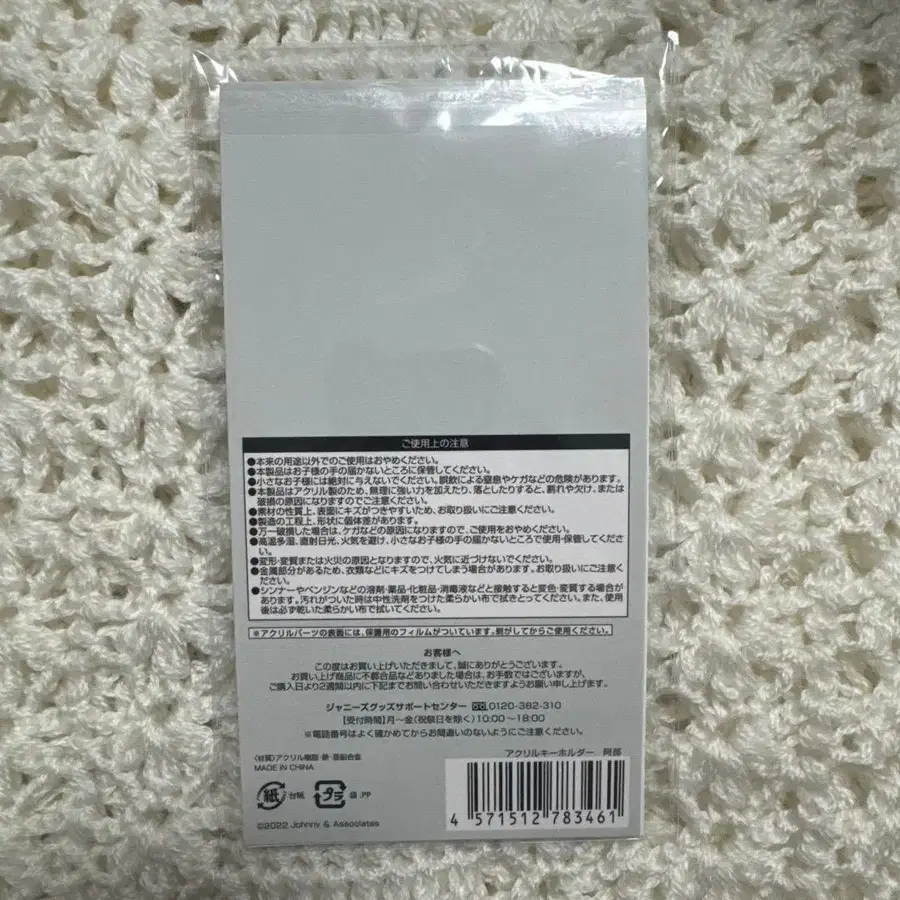 ご使用上の注意
●本来の用途以外でのご使用はおやめください。
●本製品はお子様の手の届かないところに保管してください。
●小さなお子様には絶対に与えないでください。誤飲による窒息やケガなどの危険があります。
●本製品はアクリル製のため、無理に強い力を加えたり、落としたりすると、割れや欠け、または
破損の原因になりますのでご注意ください。
●素材の性質上、表面にキズがつきやすいため、お取り扱いにご注意ください。
●製造の工程上、形状に個体差があります。
●万一破損した場合は、ケガなどの原因になりますので、ご使用をおやめください。
●高温多湿、直射日光、火気を避け、小さなお子様の手の届かないところで使用・保管してくださ
い。
●変形・変質または火災の原因となりますので、火気に近づけないでください。
●金属部分があるため、衣類などにキズをつけてしまう場合があります。お取り扱いにご注意く
ださい。
●シンナーやベンジンなどの溶剤・薬品・化粧品・消毒液などと接触すると変色・変質する場合が
あります。汚れがついた時は中性洗剤をつけた柔らかい布で拭きとってください。また、使用
後は必ず乾いた柔らかい布で拭いてください。
※アクリルパーツの表面には、保護用のフィルムがついています。剥がしてからご使用ください。
お客様へ
この度はお買い上げいただきまして、誠にありがとうございます。
お買い上げ商品に不都合品などありました場合は、お手数ではございますが、
ご購入日より2週間以内に下記までお問い合わせいただきますようお願い申し上げます。
ジャニーズグッズサポートセンター 0120-382-310
【受付時間】月~金(祝祭日を除く)10:00~18:00
※電話番号はよく確かめてからお間違いのないようにご注意ください。
〈材質〉アクリル樹脂・鉄・亜鉛合金
MADE IN CHINA
アクリルキーホルダー 阿部
紙 台紙 プラ 袋:PP
4 571512 783461
©2022 Johnny & Associates